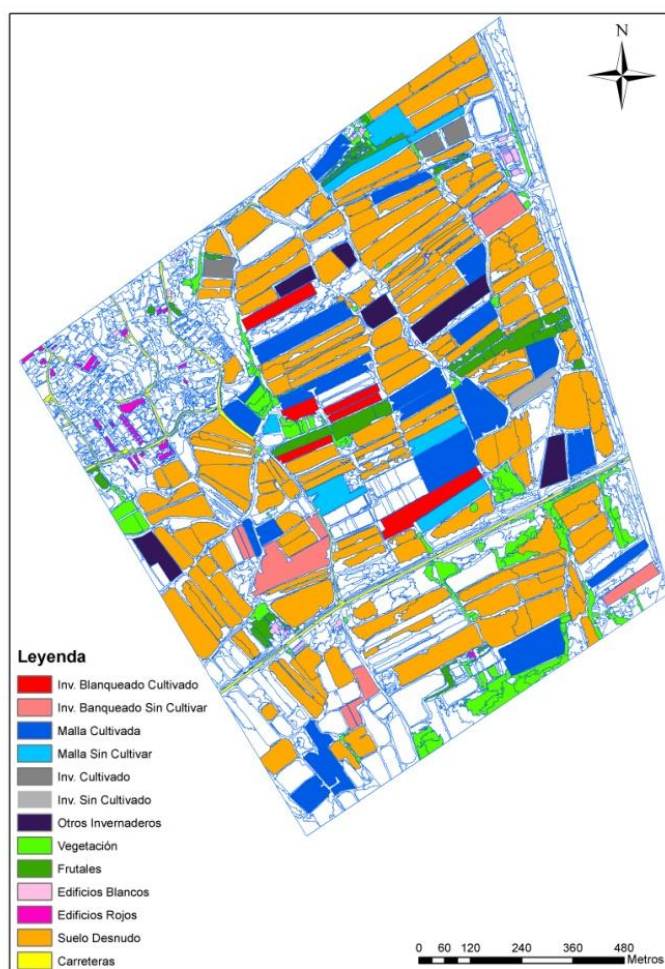 N
Leyenda
Inv. Blanqueado Cultivado
Inv. Banqueado Sin Cultivar
Malla Cultivada
Malla Sin Cultivar
Inv. Cultivado
Inv. Sin Cultivado
Otros Invernaderos
Vegetación
Frutales
Edificios Blancos
Edificios Rojos
Suelo Desnudo
Carreteras
0 60 120 240 360 480
Metros